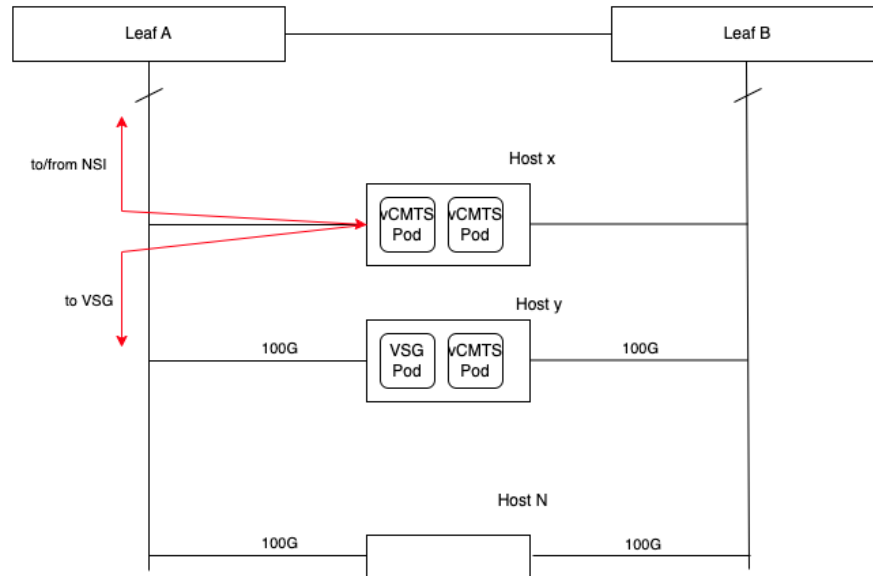 Leaf A
Leaf B
to/from NSI
Host x
vCMTS
Pod
vCMTS
Pod
to VSG
Host y
100G
VSG
Pod
vCMTS
Pod
100G
Host N
100G
100G